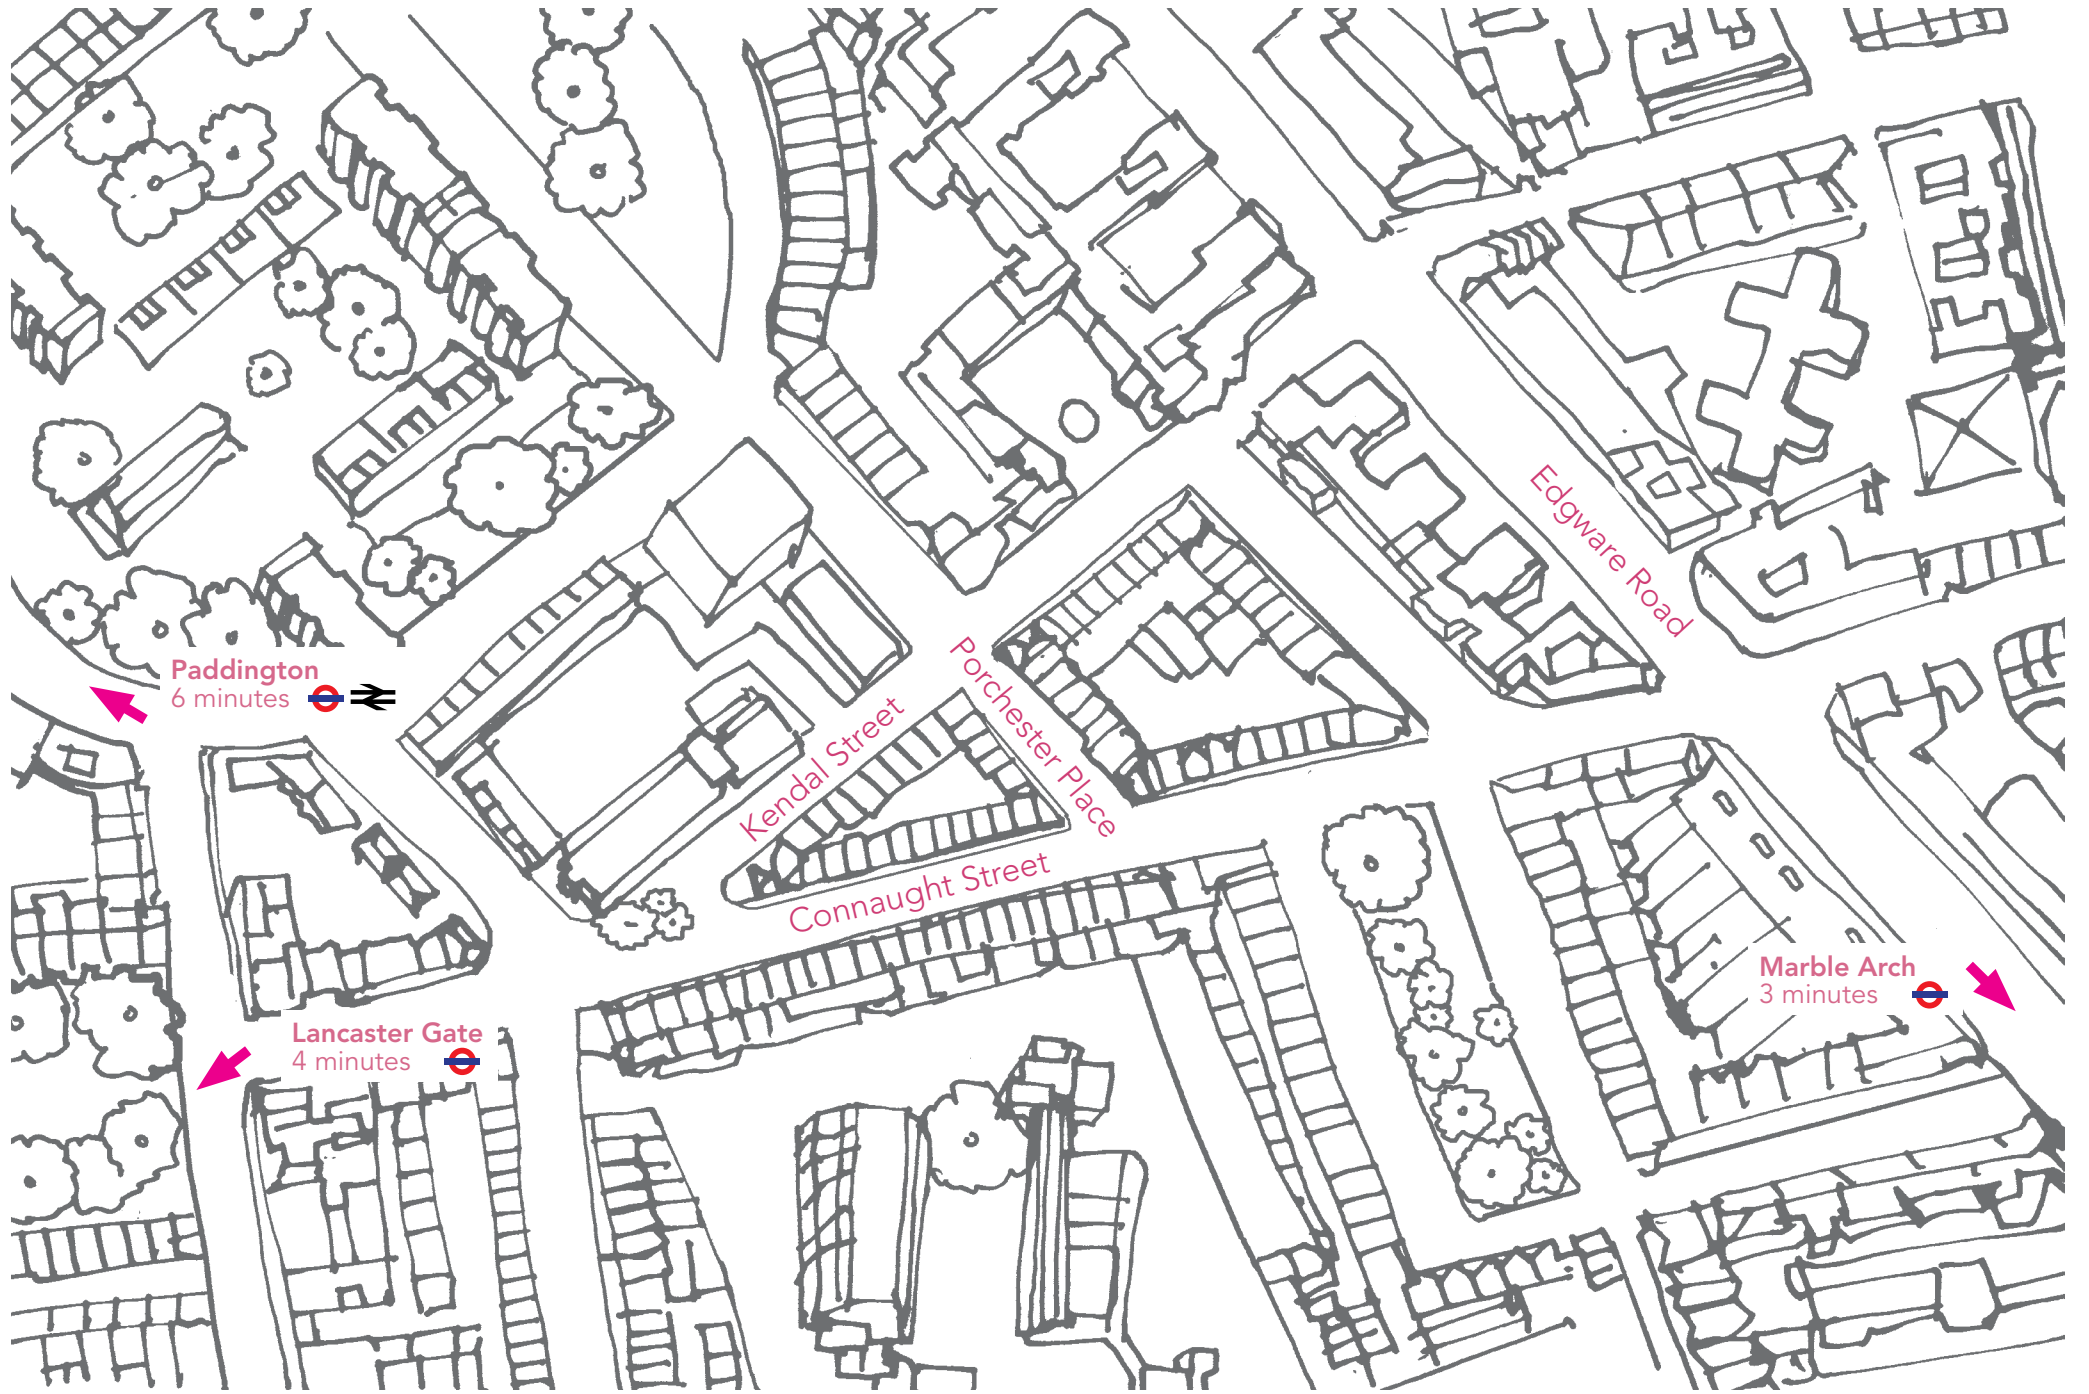 Edgware Road
Porchester Place
Kendal Street
Connaught Street
Paddington
6 minutes
Marble Arch
3 minutes
Lancaster Gate
4 minutes